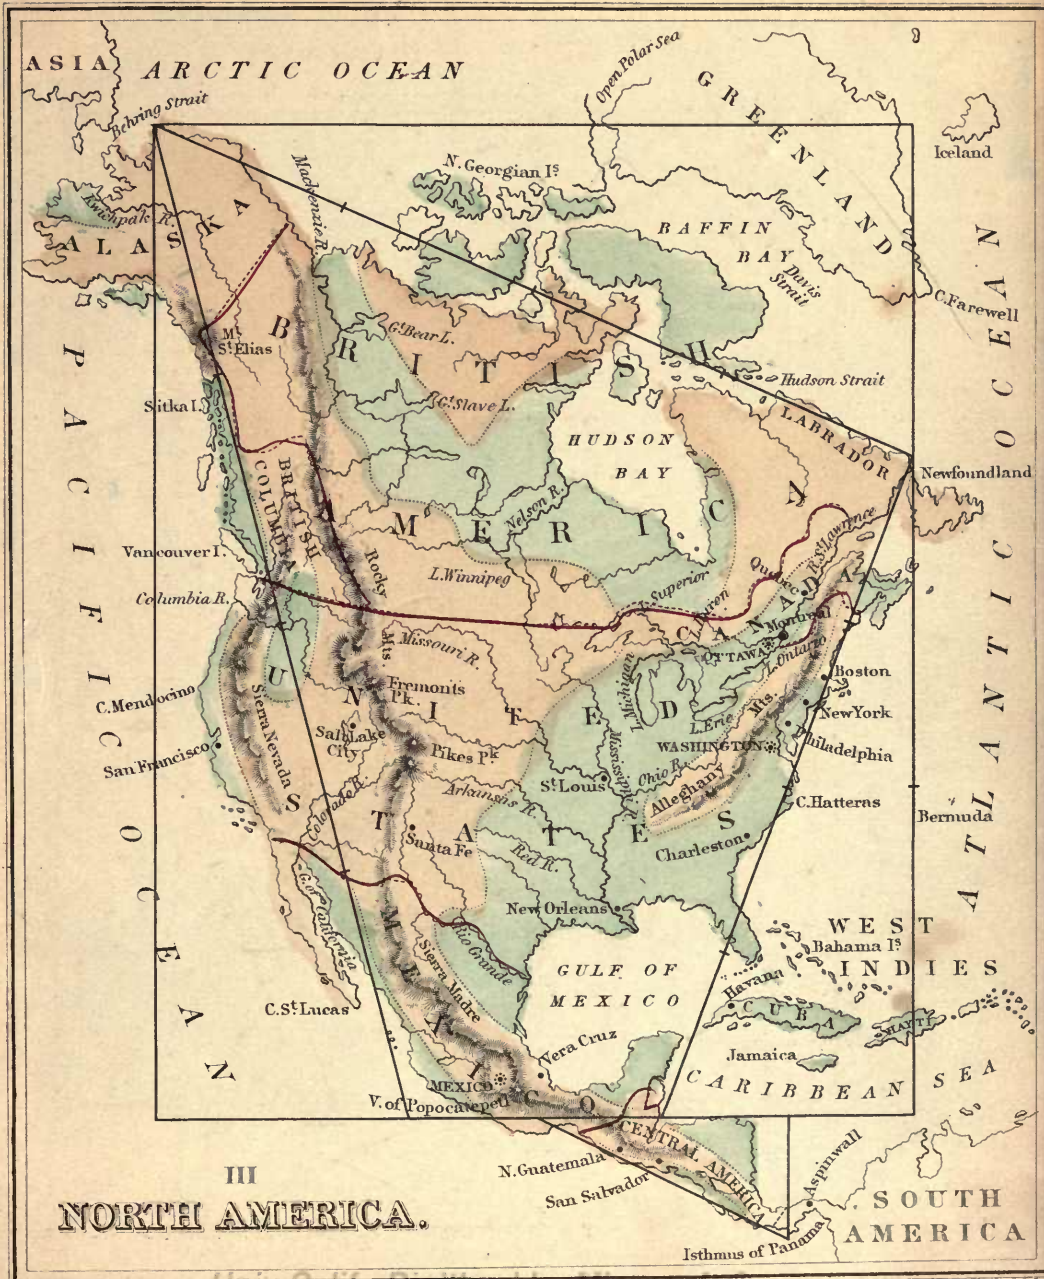 ASIA
ARCTIC OCEAN
Open Polar Sea
GREENLAND
Behring Strait
Iceland
Mackenzie R.
N. Georgian Is
Kwichpak R.
ALASKA
BAFFIN
BAY
Davis
Strait
C. Farewell
PACIFIC OCEAN
ATLANTIC OCEAN
Mt
St Elias
BRITISH
AMERICA
Gt Bear L.
Gt Slave L.
Hudson Strait
Sitka I.
LABRADOR
HUDSON
BAY
Newfoundland
BRITISH
COLUMBIA
Nelson R.
R. St Lawrence
Vancouver I.
Rocky
Mts.
L. Winnipeg
Quebec
Columbia R.
L. Superior
L. Huren
CANADA
Montreal
OTTAWA
L. Ontario
Missouri R.
UNITED
STATES
L. Michigan
Boston
C. Mendocino
Fremonts
Pk.
L. Erie
Mts.
New York
Sierra Nevada
Salt Lake
City
WASHINGTON
Philadelphia
San Francisco
Pikes Pk
Mississippi R.
Ohio R.
St Louis
Alleghany
C. Hatteras
Bermuda
Colorado R.
Arkansas R.
Santa Fe
Red R.
Charleston
G. of California
New Orleans
MEXICO
Rio Grande
Sierra Madre
WEST
INDIES
Bahama Is
GULF OF
MEXICO
Havana
CUBA
HAYTI
C. St Lucas
Vera Cruz
Jamaica
CARIBBEAN SEA
MEXICO
V. of Popocatepetl
CENTRAL AMERICA
N. Guatemala
San Salvador
Aspinwall
III
NORTH AMERICA.
SOUTH
AMERICA
Isthmus of Panama